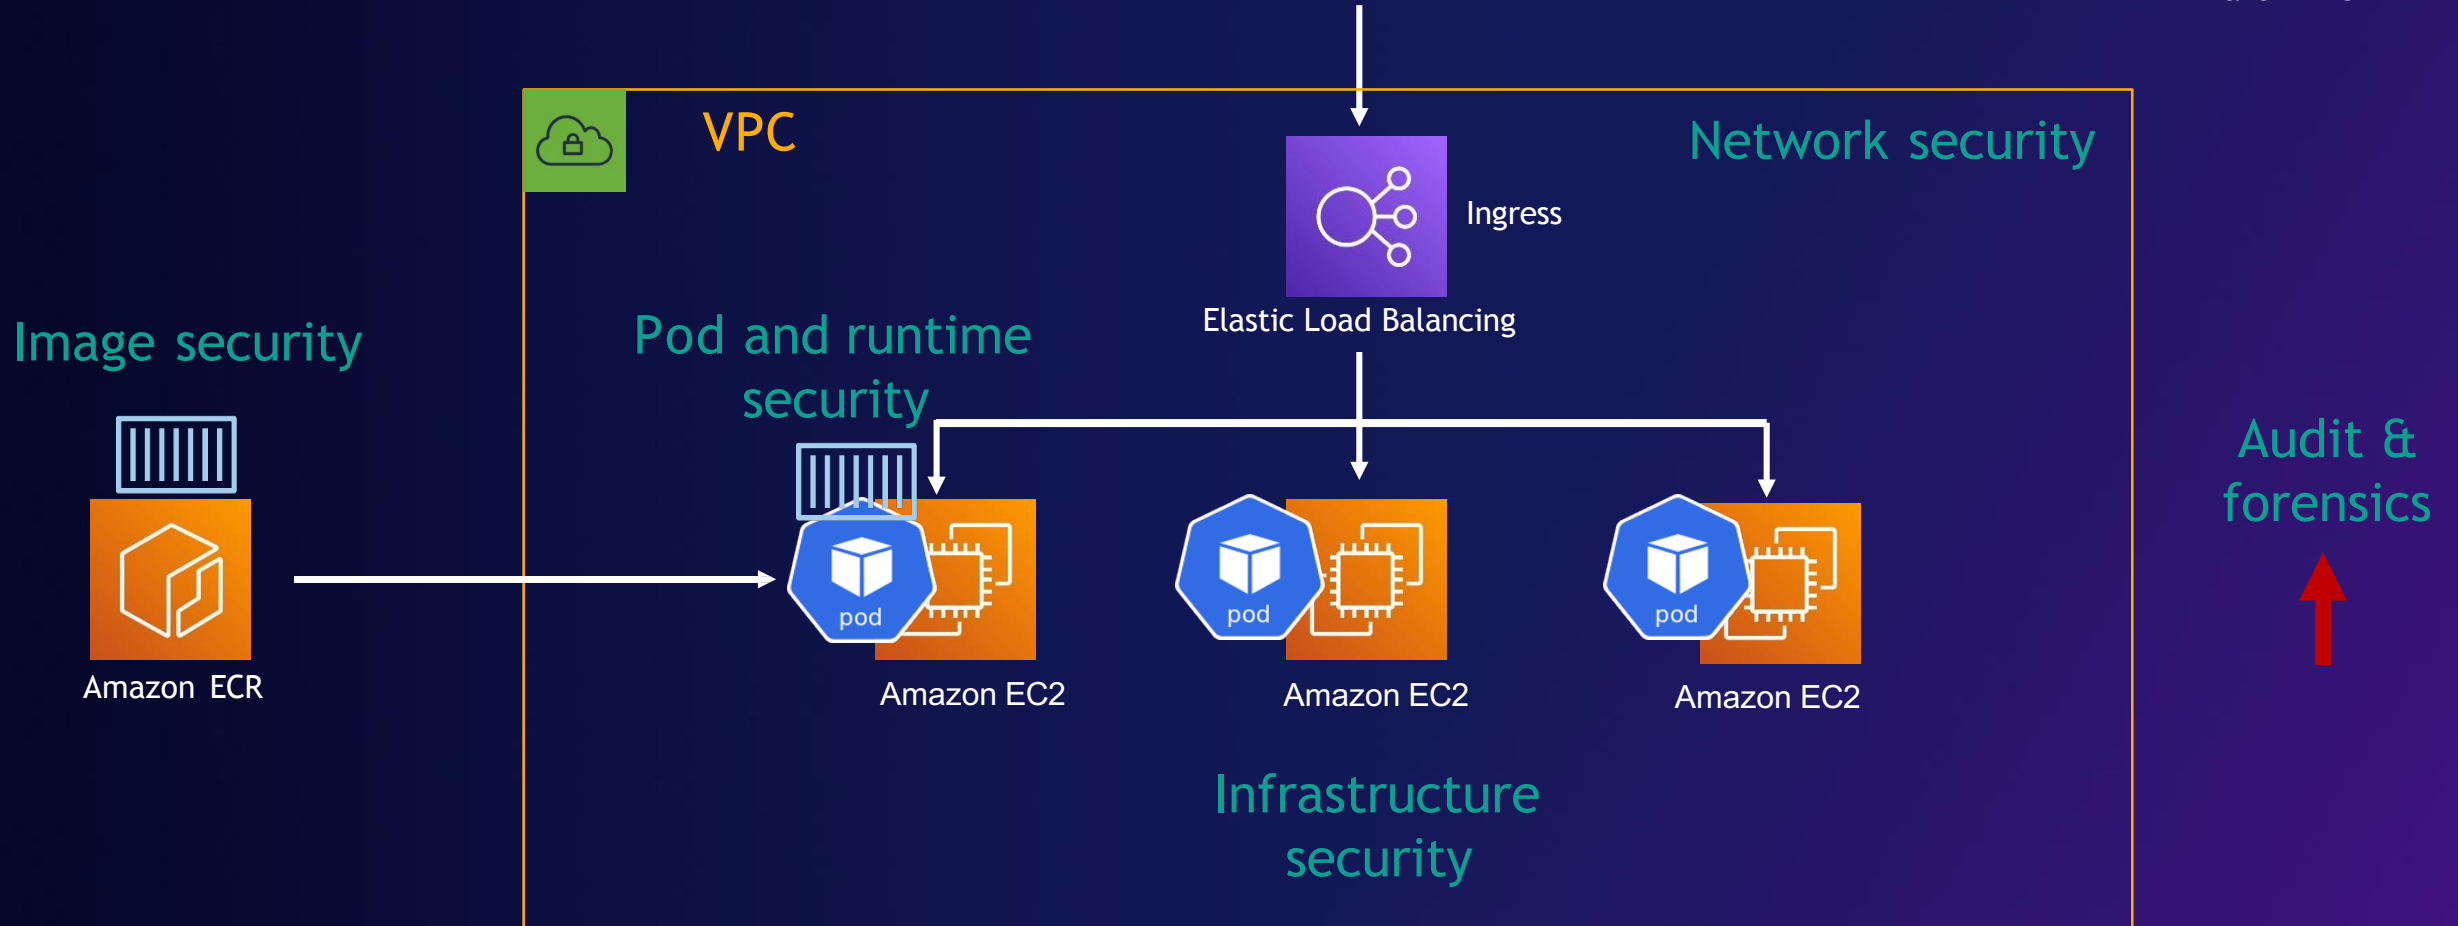 VPC
Network security
Ingress
Elastic Load Balancing
Image security
Pod and runtime
security
Audit &
forensics
pod
pod
pod
Amazon ECR
Amazon EC2
Amazon EC2
Amazon EC2
Infrastructure
security